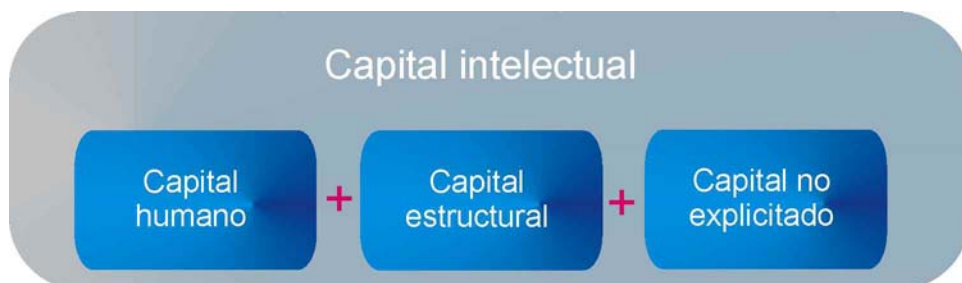 Capital intelectual
Capital
humano
+
Capital
estructural
+
Capital no
explicitado